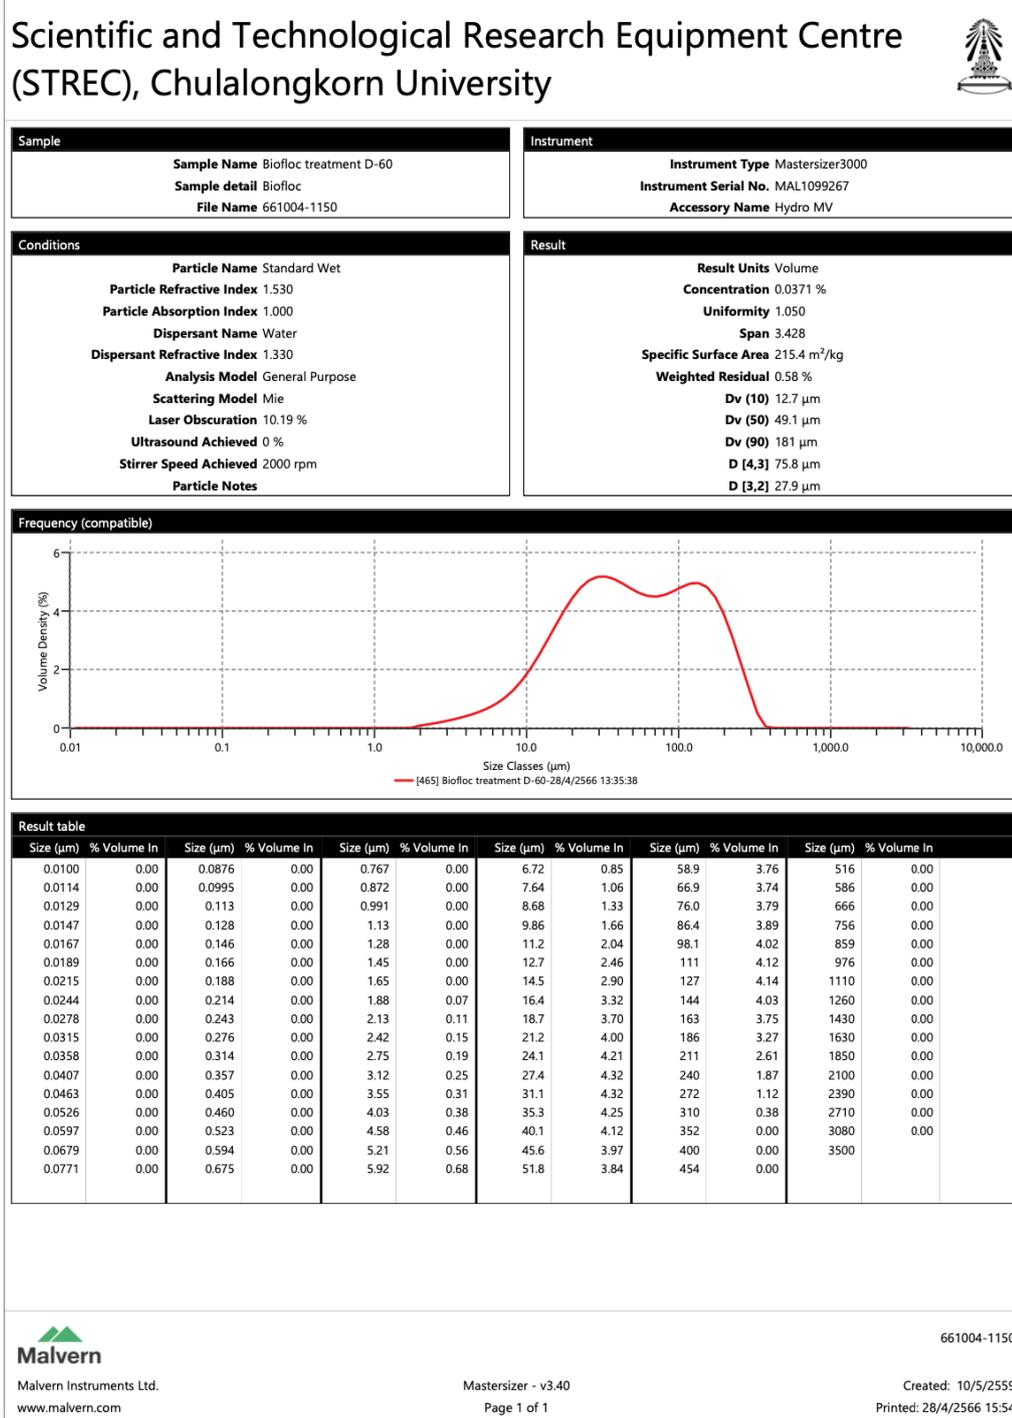 Scientific and Technological Research Equipment Centre
(STREC), Chulalongkorn University
Sample
Sample Name Biofloc treatment D-60
Sample detail Biofloc
File Name 661004-1150
Instrument
Instrument Type Mastersizer3000
Instrument Serial No. MAL1099267
Accessory Name Hydro MV
Conditions
Particle Name Standard Wet
Particle Refractive Index 1.530
Particle Absorption Index 1.000
Dispersant Name Water
Dispersant Refractive Index 1.330
Analysis Model General Purpose
Scattering Model Mie
Laser Obscuration 10.19 %
Ultrasound Achieved 0 %
Stirrer Speed Achieved 2000 rpm
Particle Notes
Result
Result Units Volume
Concentration 0.0371 %
Uniformity 1.050
Span 3.428
Specific Surface Area 215.4 m²/kg
Weighted Residual 0.58 %
Dv (10) 12.7 µm
Dv (50) 49.1 µm
Dv (90) 181 µm
D [4,3] 75.8 µm
D [3,2] 27.9 µm
Frequency (compatible)
Volume Density (%)
6
4
2
0
0.01 0.1 1.0 10.0 100.0 1,000.0 10,000.0
Size Classes (µm)
[465] Biofloc treatment D-60-28/4/2566 13:35:38
Result table
Size (µm) % Volume In Size (µm) % Volume In Size (µm) % Volume In Size (µm) % Volume In Size (µm) % Volume In Size (µm) % Volume In
0.0100 0.00 0.0876 0.00 0.767 0.00 6.72 0.85 58.9 3.76 516 0.00
0.0114 0.00 0.0995 0.00 0.872 0.00 7.64 1.06 66.9 3.74 586 0.00
0.0129 0.00 0.113 0.00 0.991 0.00 8.68 1.33 76.0 3.79 666 0.00
0.0147 0.00 0.128 0.00 1.13 0.00 9.86 1.66 86.4 3.89 756 0.00
0.0167 0.00 0.146 0.00 1.28 0.00 11.2 2.04 98.1 4.02 859 0.00
0.0189 0.00 0.166 0.00 1.45 0.00 12.7 2.46 111 4.12 976 0.00
0.0215 0.00 0.188 0.00 1.65 0.00 14.5 2.90 127 4.14 1110 0.00
0.0244 0.00 0.214 0.00 1.88 0.07 16.4 3.32 144 4.03 1260 0.00
0.0278 0.00 0.243 0.00 2.13 0.11 18.7 3.70 163 3.75 1430 0.00
0.0315 0.00 0.276 0.00 2.42 0.15 21.2 4.00 186 3.27 1630 0.00
0.0358 0.00 0.314 0.00 2.75 0.19 24.1 4.21 211 2.61 1850 0.00
0.0407 0.00 0.357 0.00 3.12 0.25 27.4 4.32 240 1.87 2100 0.00
0.0463 0.00 0.405 0.00 3.55 0.31 31.1 4.32 272 1.12 2390 0.00
0.0526 0.00 0.460 0.00 4.03 0.38 35.3 4.25 310 0.38 2710 0.00
0.0597 0.00 0.523 0.00 4.58 0.46 40.1 4.12 352 0.00 3080 0.00
0.0679 0.00 0.594 0.00 5.21 0.56 45.6 3.97 400 0.00 3500
0.0771 0.00 0.675 0.00 5.92 0.68 51.8 3.84 454 0.00
Malvern
661004-1150
Malvern Instruments Ltd. Mastersizer - v3.40 Created: 10/5/2559
www.malvern.com Page 1 of 1 Printed: 28/4/2566 15:54